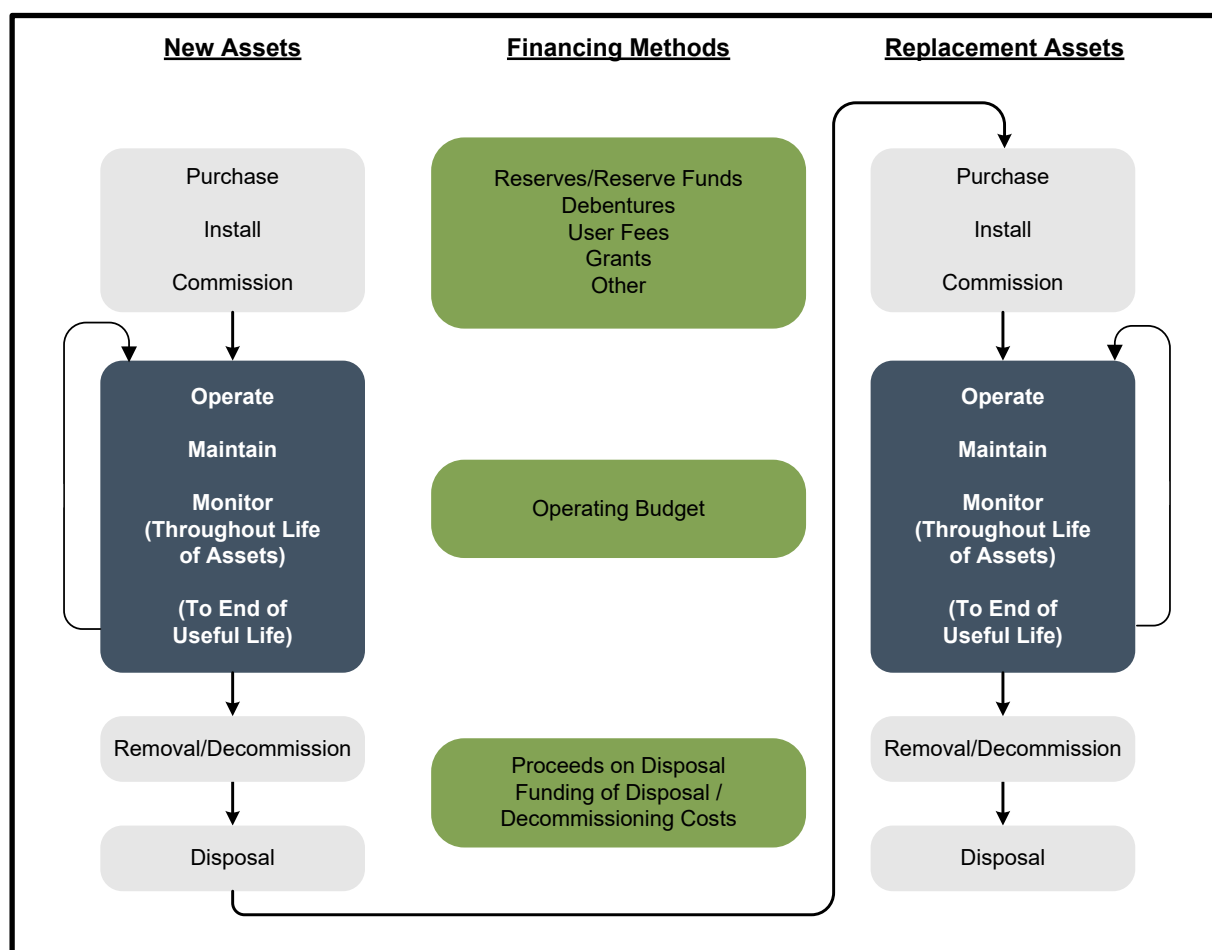 New Assets
Purchase
Install
Commission
Operate
Maintain
Monitor
(Throughout Life
of Assets)
(To End of
Useful Life)
Removal/Decommission
Disposal
Financing Methods
Reserves/Reserve Funds
Debentures
User Fees
Grants
Other
Operating Budget
Proceeds on Disposal
Funding of Disposal /
Decommissioning Costs
Replacement Assets
Purchase
Install
Commission
Operate
Maintain
Monitor
(Throughout Life
of Assets)
(To End of
Useful Life)
Removal/Decommission
Disposal